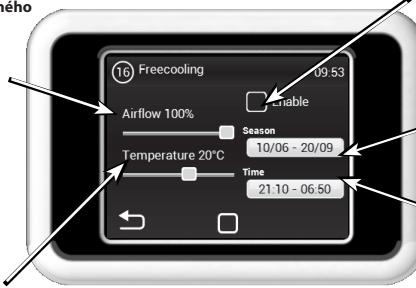 ného
16 Freecooling 09:53
Enable
Airflow 100%
Season
10/06 - 20/09
Temperature 20°C
Time
21:10 - 06:50